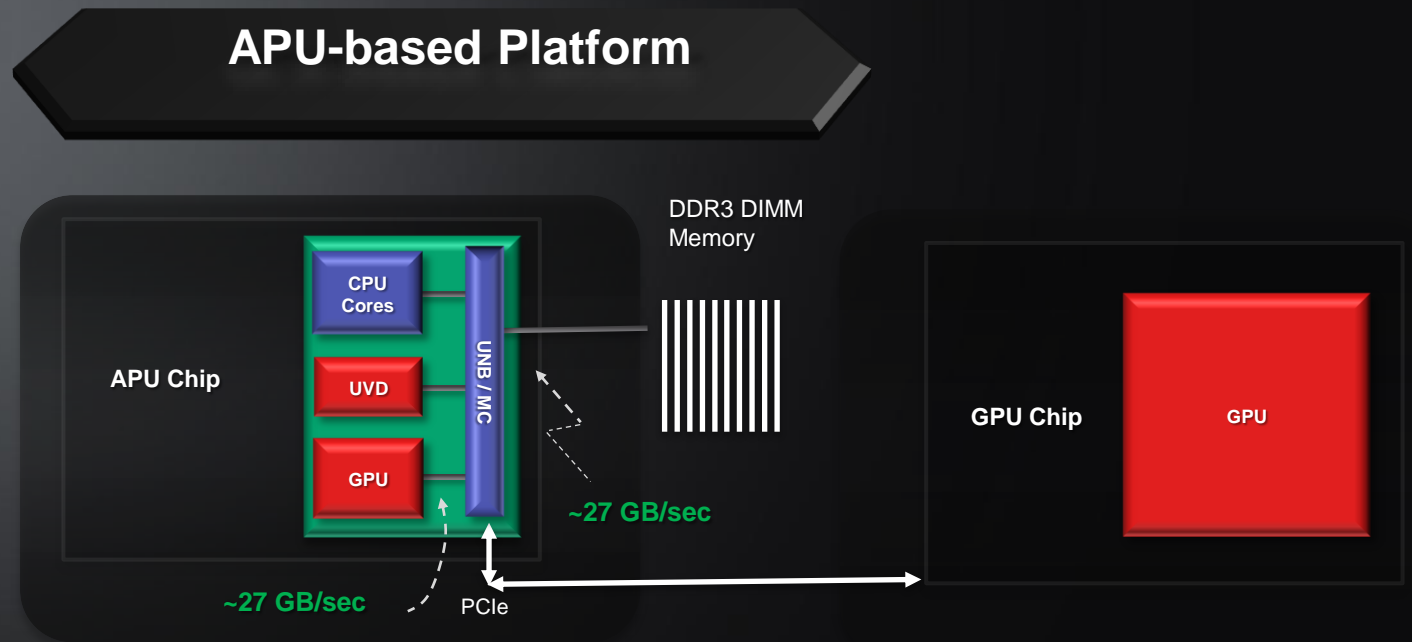 APU-based Platform
DDR3 DIMM
Memory
CPU
Cores
UNB / MC
APU Chip
UVD
GPU Chip
GPU
GPU
~27 GB/sec
~27 GB/sec
PCIe